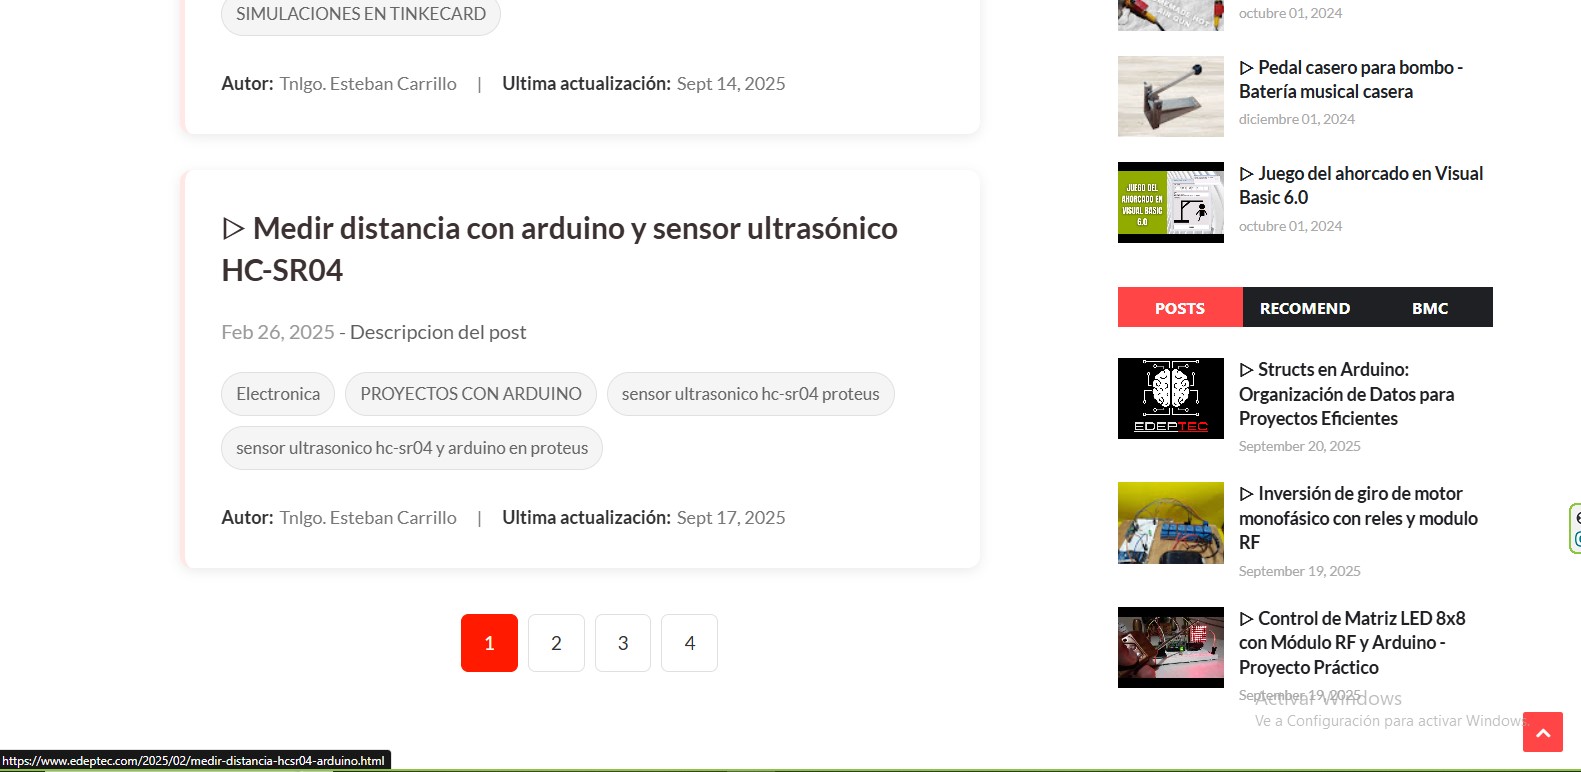 SIMULACIONES EN TINKECARD
Autor: Tnlgo. Esteban Carrillo | Ultima actualización: Sept 14, 2025
▷ Medir distancia con arduino y sensor ultrasónico
HC-SR04
Feb 26, 2025 - Descripcion del post
Electronica
PROYECTOS CON ARDUINO
sensor ultrasonico hc-sr04 proteus
sensor ultrasonico hc-sr04 y arduino en proteus
Autor: Tnlgo. Esteban Carrillo | Ultima actualización: Sept 17, 2025
1
2
3
4
octubre 01, 2024
▷ Pedal casero para bombo -
Batería musical casera
diciembre 01, 2024
JUEGO DEL
AHORCADO EN
VISUAL BASIC
6.0
▷ Juego del ahorcado en Visual
Basic 6.0
octubre 01, 2024
POSTS
RECOMEND
BMC
EDEPTEC
▷ Structs en Arduino:
Organización de Datos para
Proyectos Eficientes
September 20, 2025
▷ Inversión de giro de motor
monofásico con reles y modulo
RF
September 19, 2025
▷ Control de Matriz LED 8x8
con Módulo RF y Arduino -
Proyecto Práctico
September 19, 2025
Activar Windows
Ve a Configuración para activar Windows.
https://www.edeptec.com/2025/02/medir-distancia-hcsr04-arduino.html